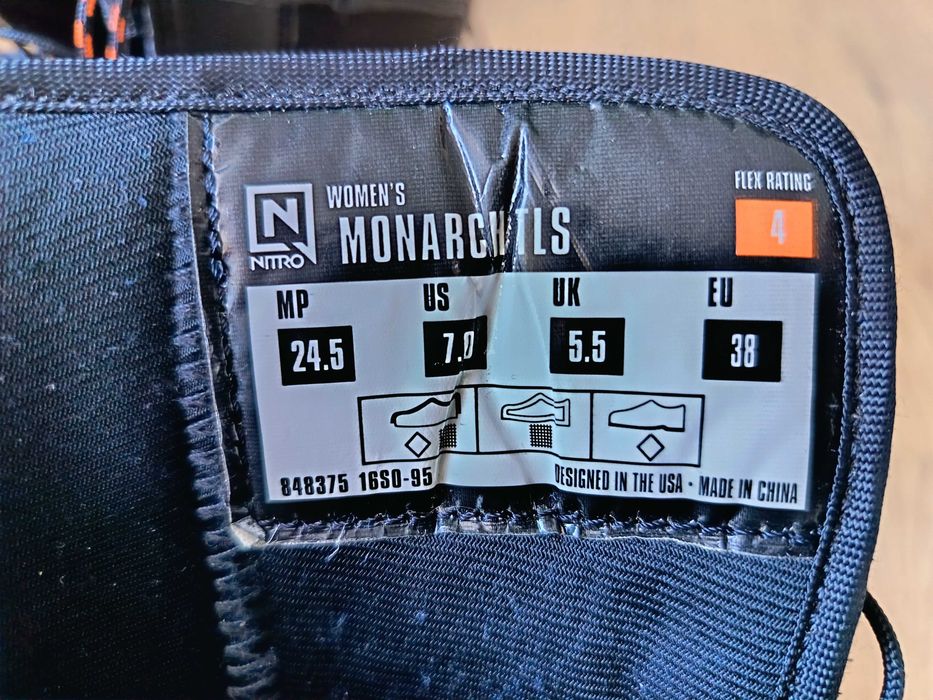 WOMEN'S
FLEX RATING
N
NITRO
MONARCH TLS
4
MP US UK EU
24.5 7.0 5.5 38
848375 16SO-95
DESIGNED IN THE USA · MADE IN CHINA